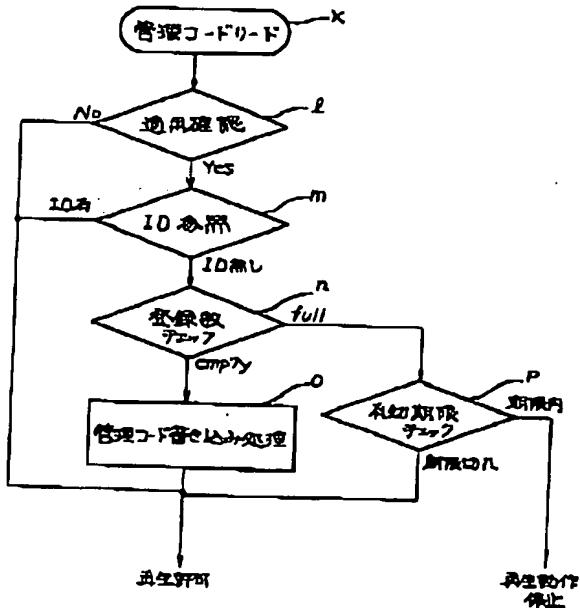 管理コードリード
K
適用確認
l
No
Yes
ID参照
m
ID有
ID無し
登録数
チェック
n
full
empty
管理コード書き込み処理
o
有効期限
チェック
P
期限内
期限切れ
再生許可
再生動作
停止